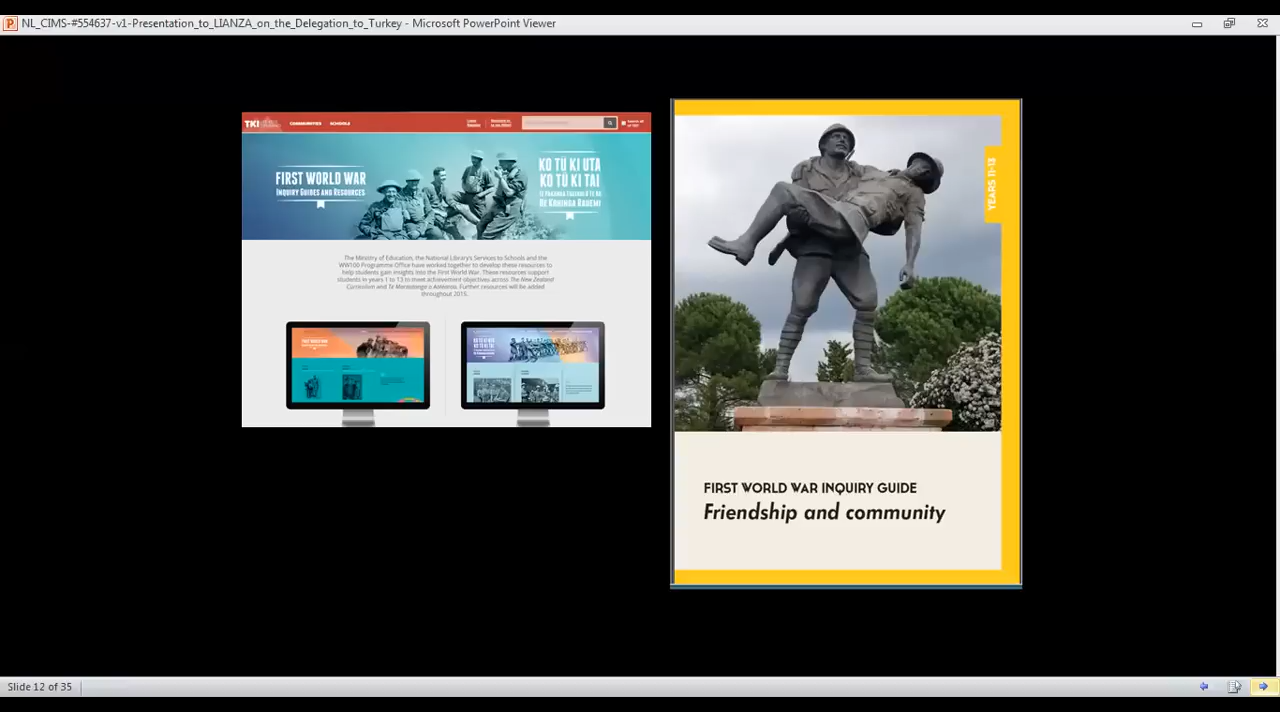 NL_CIMS-#554637-v1-Presentation_to_LIANZA_on_the_Delegation_to_Turkey - Microsoft PowerPoint Viewer
TKI
COMMUNITIES
SCHOOLS
FIRST WORLD WAR
INQUIRY GUIDES AND RESOURCES
KO TŪ KI UTA
KO TŪ KI TAI
The Ministry of Education, the National Library's Services to Schools and the
WW100 Programme Office have worked together to develop these resources to
help students gain insights into the First World War. These resources support
students in years 1 to 13 to meet achievement objectives across The New Zealand
Curriculum and Te Marautanga o Aotearoa. Further resources will be added
throughout 2015.
YEARS 11-13
FIRST WORLD WAR INQUIRY GUIDE
Friendship and community
Slide 12 of 35